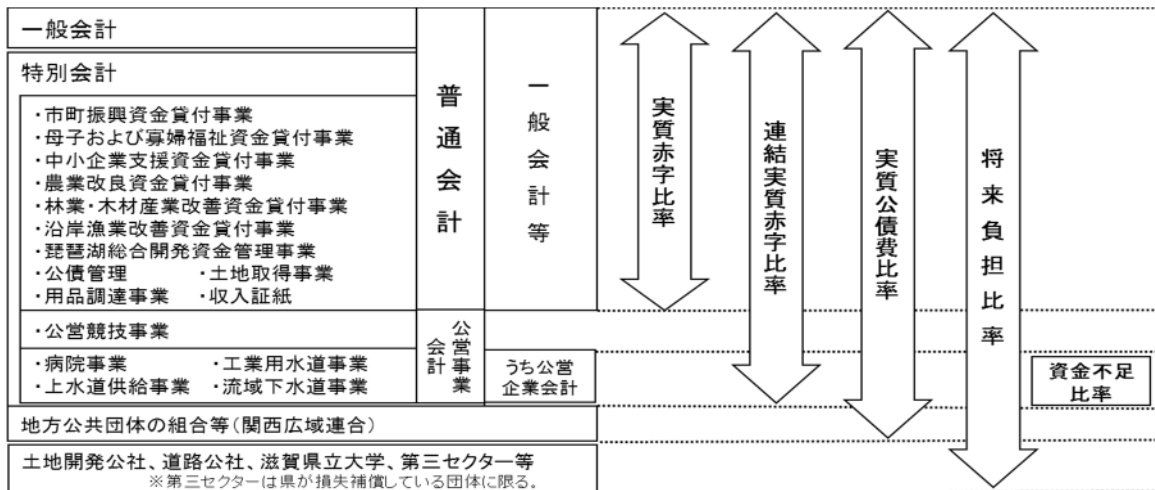 一般会計
特別会計
・市町振興資金貸付事業
・母子および寡婦福祉資金貸付事業
・中小企業支援資金貸付事業
・農業改良資金貸付事業
・林業・木材産業改善資金貸付事業
・沿岸漁業改善資金貸付事業
・琵琶湖総合開発資金管理事業
・公債管理 ・土地取得事業
・用品調達事業 ・収入証紙
・公営競技事業
・病院事業 ・工業用水道事業
・上水道供給事業 ・流域下水道事業
普通会計
公営事業
会計
一般会計等
うち公営
企業会計
地方公共団体の組合等(関西広域連合)
土地開発公社、道路公社、滋賀県立大学、第三セクター等
※第三セクターは県が損失補償している団体に限る。
実質赤字比率
連結実質赤字比率
実質公債費比率
将来負担比率
資金不足
比率